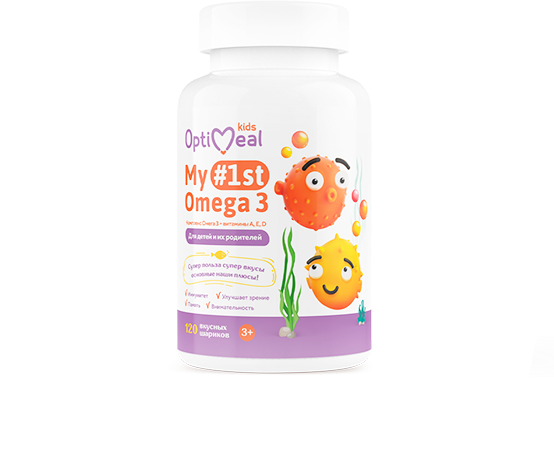 kids
OptiMeal
My #1st
Omega 3
Комплекс Омега 3 + витамины А, Е, D
Для детей и их родителей
Супер польза супер вкусы
основные наши плюсы!
✓ Иммунитет ✓ Улучшает зрение
✓ Память ✓ Внимательность
120 вкусных
шариков 3+